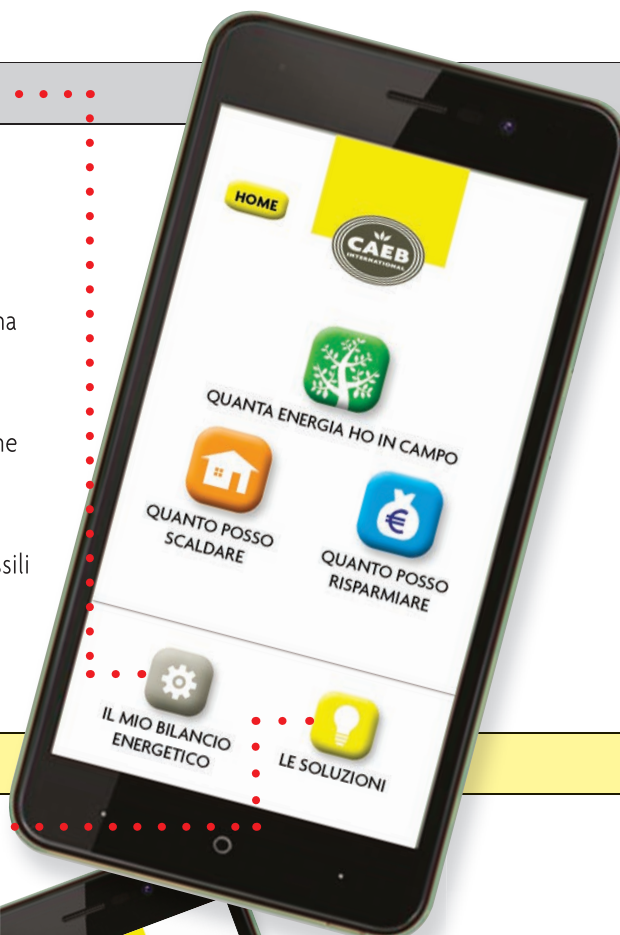 HOME
CAEB
INTERNATIONAL
QUANTA ENERGIA HO IN CAMPO
QUANTO POSSO
SCALDARE
QUANTO POSSO
RISPARMIARE
IL MIO BILANCIO
ENERGETICO
LE SOLUZIONI